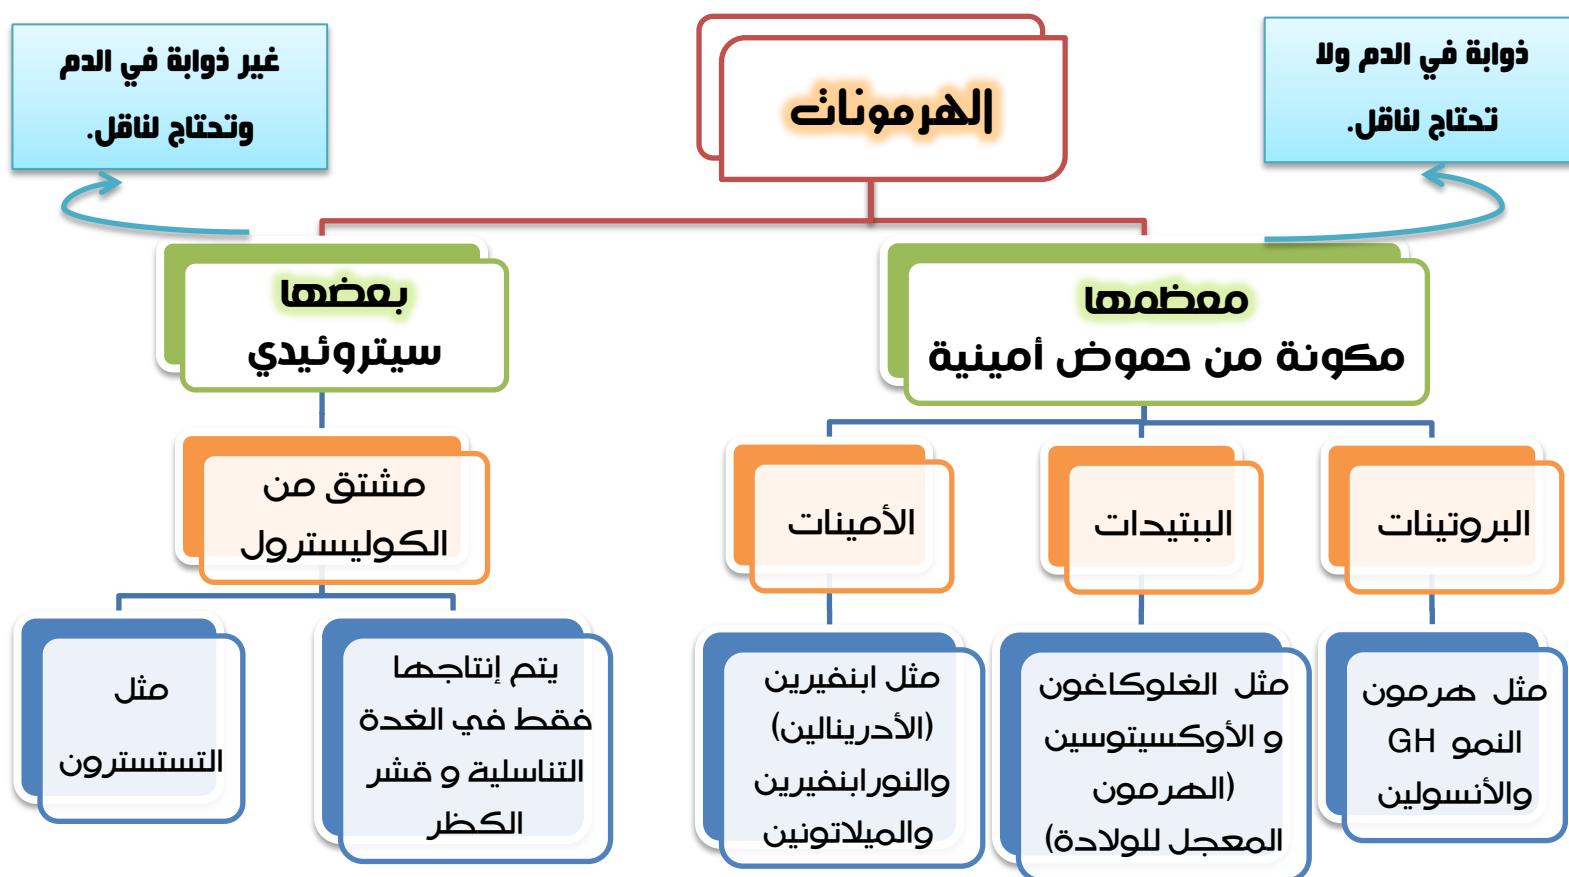 الهرمونات
ذوابة في الدم ولا
تحتاج لناقل.
غير ذوابة في الدم
وتحتاج لناقل.
معظمها
مكونة من حموض أمينية
بعضها
سيتروئيدي
البروتينات
الببتيدات
الأمينات
مشتق من
الكوليسترول
مثل هرمون
النمو GH
والأنسولين
مثل الغلوكاغون
و الأوكسيتوسين
(الهرمون
المعجل للولادة)
مثل ابنفيرين
(الأدرينالين)
والنورابنفيرين
والميلاتونين
يتم إنتاجها
فقط في الغدة
التناسلية و قشر
الكظر
مثل
التستسترون